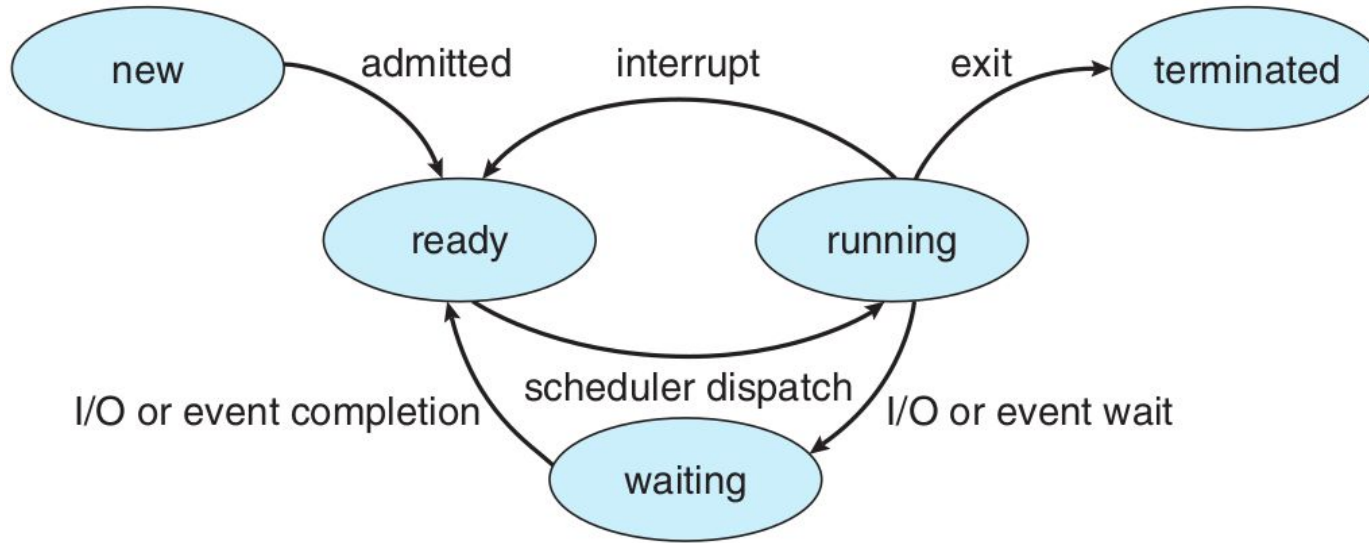 new
admitted
interrupt
exit
terminated
ready
running
scheduler dispatch
I/O or event completion
I/O or event wait
waiting